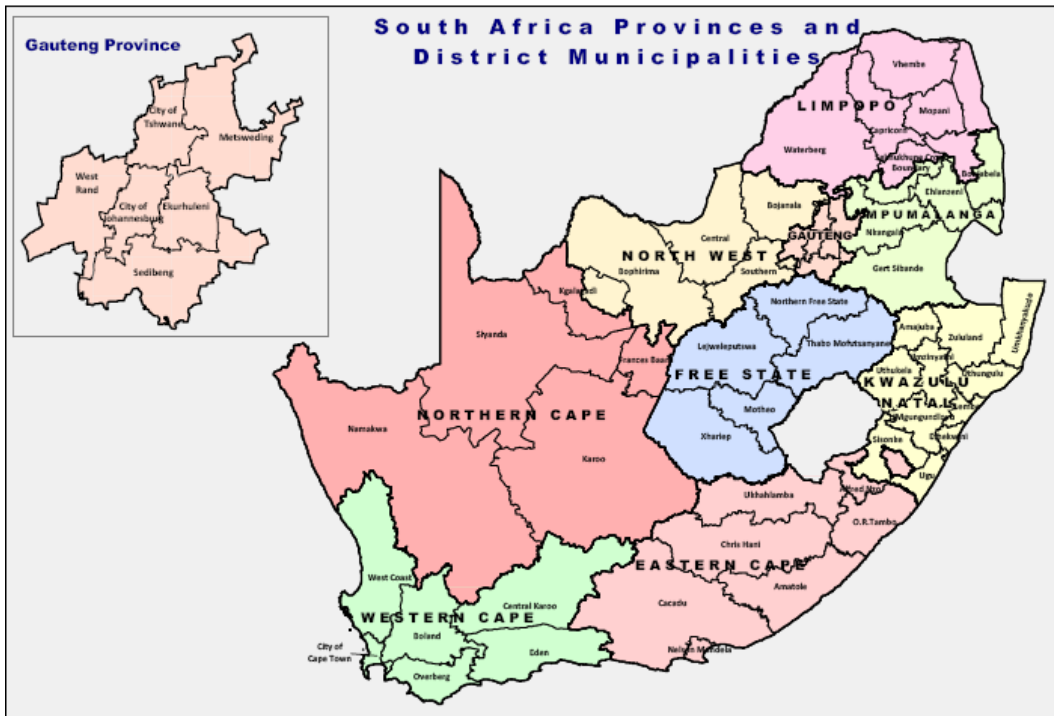 South Africa Provinces and
District Municipalities
Gauteng Province
City of
Tshwane
Metsweding
West
Rand
City of
Johannesburg
Ekurhuleni
Sedibeng
Vhembe
LIMPOPO
Mopani
Capricorn
Waterberg
Boundary
Ehlanzeni
MPUMALANGA
Nkangala
Gert Sibande
Bojanala
GAUTENG
Central
NORTH WEST
Southern
Bophirima
Kgalagadi
Siyanda
Frances Baard
NORTHERN CAPE
Namakwa
Karoo
Northern Free State
Lejweleputswa
Thabo Mofutsanyane
FREE STATE
Motheo
Xhariep
Umkhanyakude
Amajuba
Zululand
Umzinyathi
Uthukela
Uthungulu
KWAZULU
NATAL
Sisonke
Ethekwini
Ugu
Ukhahlamba
Alfred Nzo
O.R.Tambo
Chris Hani
EASTERN CAPE
Amatole
Cacadu
Nelson Mandela
West Coast
Central Karoo
WESTERN CAPE
Boland
City of
Cape Town
Eden
Overberg